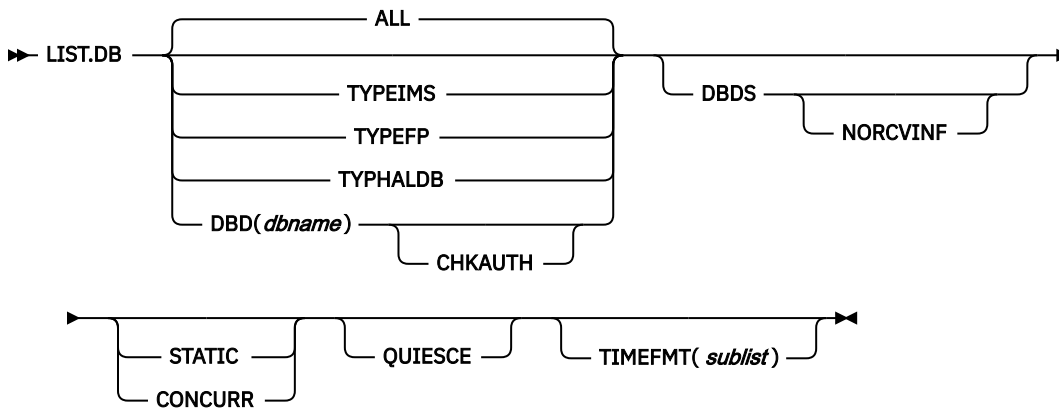 ALL
LIST.DB
TYPEIMS
DBDS
TYPEFP
NORCVINF
TYPHALDB
DBD(dbname)
CHKAUTH
STATIC
QUIESCE
TIMEFMT( sublist)
CONCURR